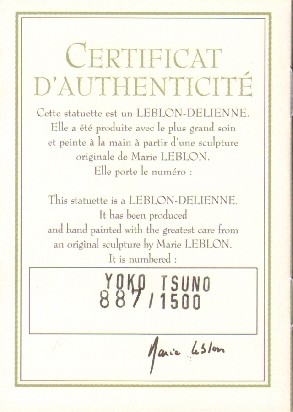 CERTIFICAT
D'AUTHENTICITÉ
Cette statuette est un LEBLON-DELIENNE.
Elle a été produite avec le plus grand soin
et peinte à la main à partir d'une sculpture
originale de Marie LEBLON.
Elle porte le numéro :
This statuette is a LEBLON-DELIENNE.
It has been produced
and hand painted with the greatest care from
an original sculpture by Marie LEBLON.
It is numbered :
YOKO TSUNO
887/1500
Marie Leblon